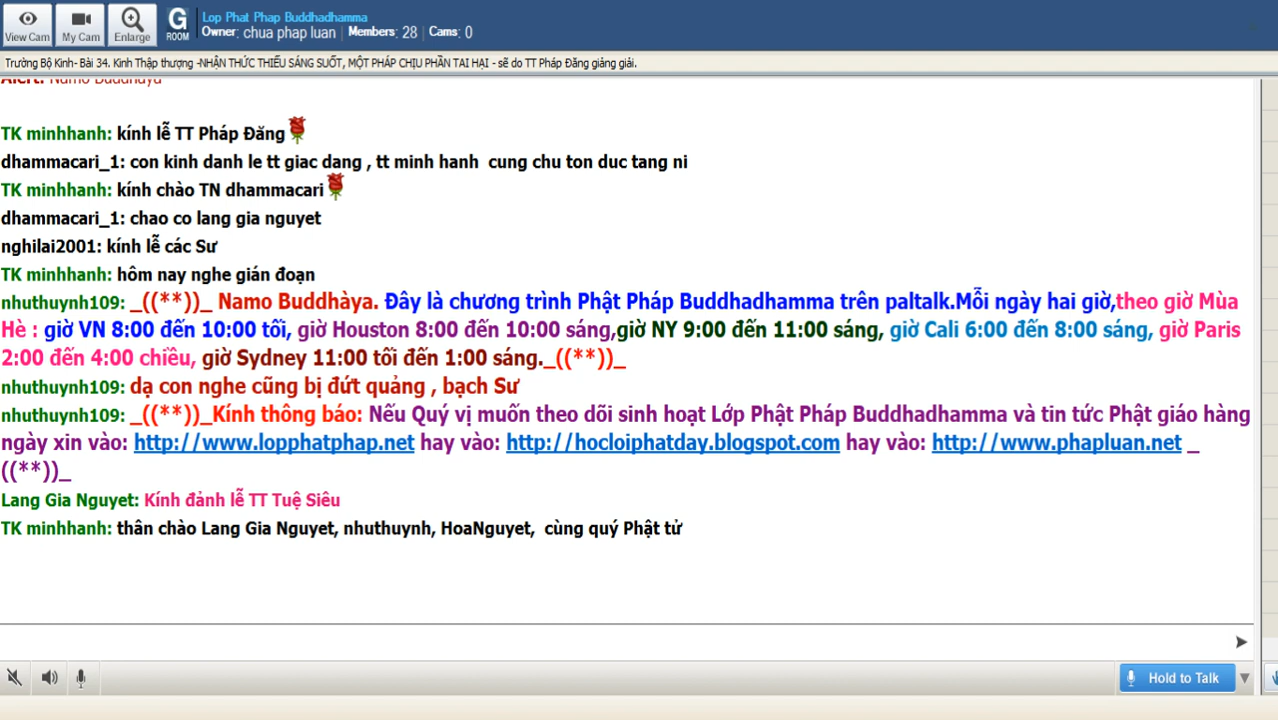 View Cam
My Cam
Enlarge
G
ROOM
Lop Phat Phap Buddhadhamma
Owner: chua phap luan | Members: 28 | Cams: 0
Trường Bộ Kinh- Bài 34. Kinh Thập thượng -NHẬN THỨC THIẾU SÁNG SUỐT, MỘT PHÁP CHỊU PHẦN TAI HẠI - sẽ do TT Pháp Đăng giảng giải.
Alert: Namo Buddhaya
TK minhhanh: kính lễ TT Pháp Đăng
dhammacari_1: con kinh danh le tt giac dang , tt minh hanh cung chu ton duc tang ni
TK minhhanh: kính chào TN dhammacari
dhammacari_1: chao co lang gia nguyet
nghilai2001: kính lễ các Sư
TK minhhanh: hôm nay nghe gián đoạn
nhuthuynh109: _((**))_ Namo Buddhàya. Đây là chương trình Phật Pháp Buddhadhamma trên paltalk.Mỗi ngày hai giờ,theo giờ Mùa
Hè : giờ VN 8:00 đến 10:00 tối, giờ Houston 8:00 đến 10:00 sáng,giờ NY 9:00 đến 11:00 sáng, giờ Cali 6:00 đến 8:00 sáng, giờ Paris
2:00 đến 4:00 chiều, giờ Sydney 11:00 tối đến 1:00 sáng._((**))_
nhuthuynh109: dạ con nghe cũng bị đứt quảng , bạch Sư
nhuthuynh109: _((**))_Kính thông báo: Nếu Quý vị muốn theo dõi sinh hoạt Lớp Phật Pháp Buddhadhamma và tin tức Phật giáo hàng
ngày xin vào: http://www.lopphatphap.net hay vào: http://hocloiphatday.blogspot.com hay vào: http://www.phapluan.net _
((**))_
Lang Gia Nguyet: Kính đảnh lễ TT Tuệ Siêu
TK minhhanh: thân chào Lang Gia Nguyet, nhuthuynh, HoaNguyet, cùng quý Phật tử
Hold to Talk